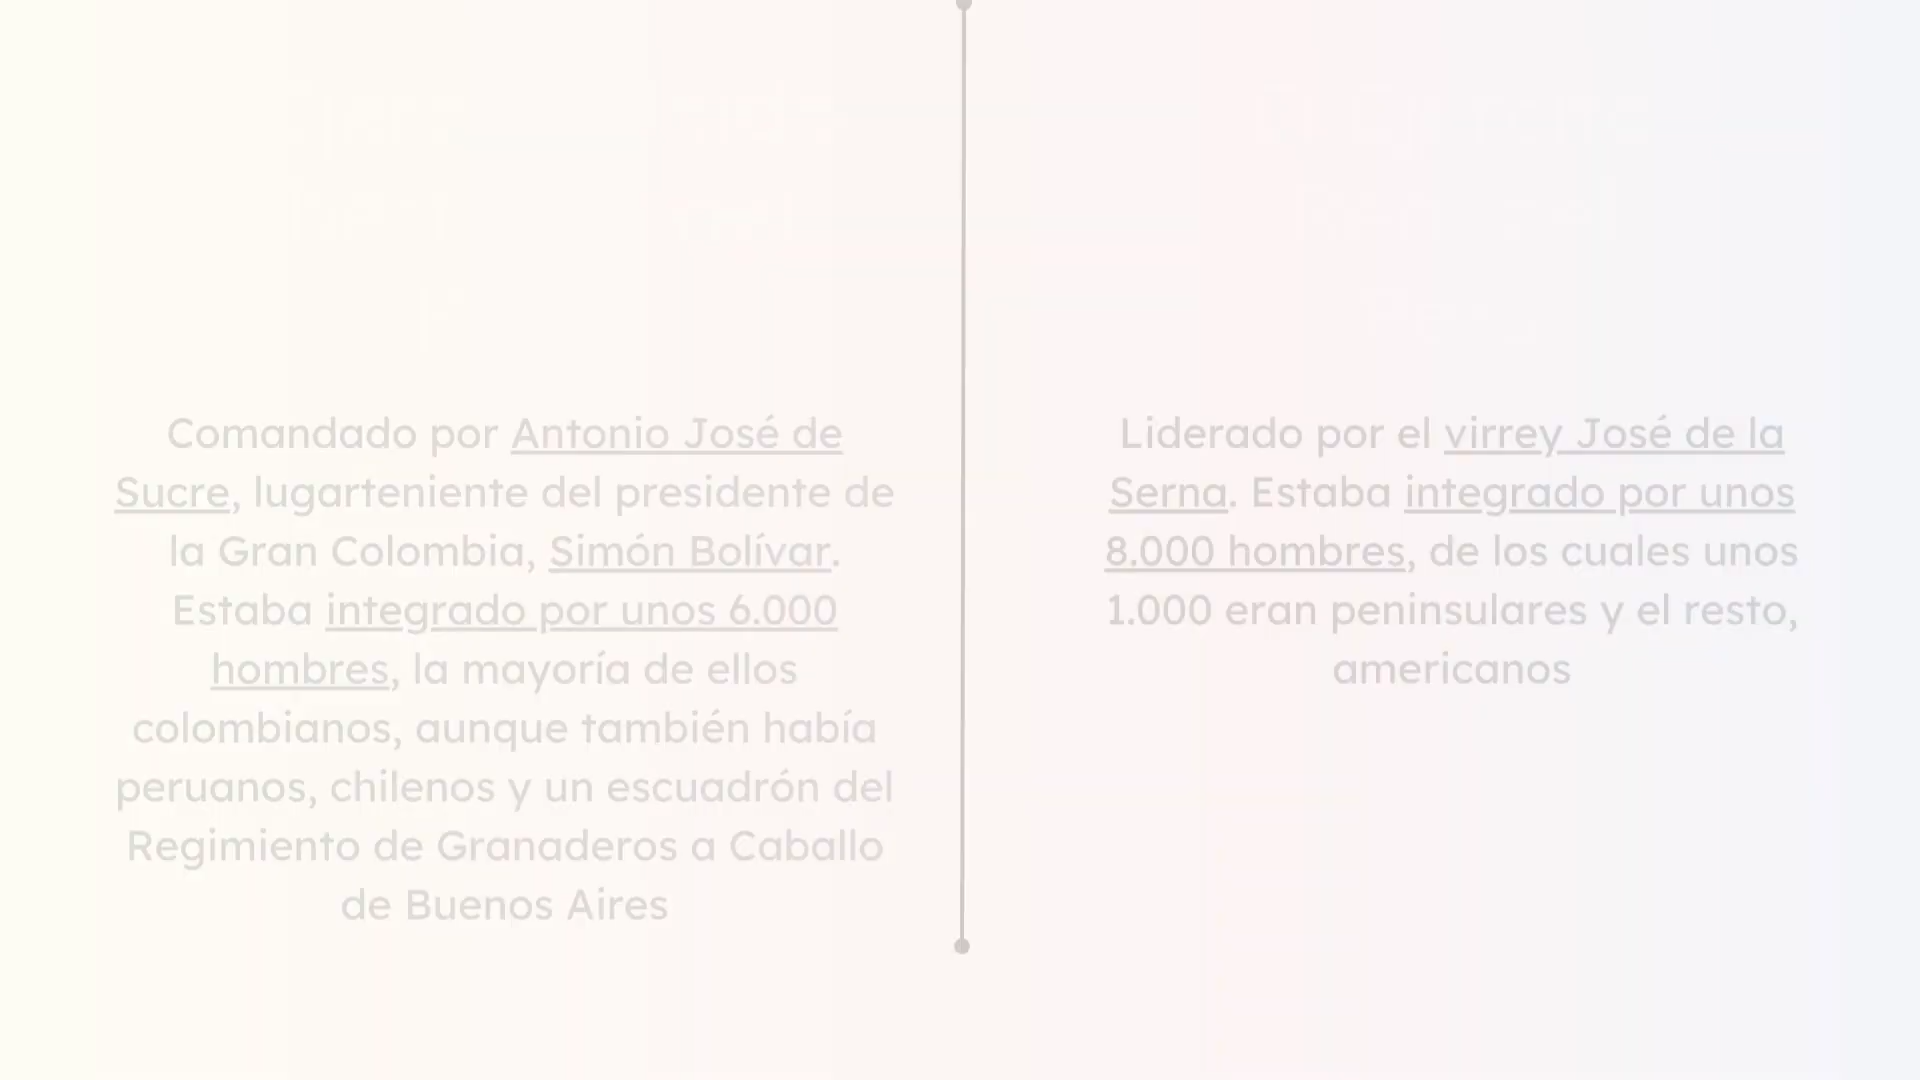 Comandado por Antonio José de
Sucre, lugarteniente del presidente de
la Gran Colombia, Simón Bolívar.
Estaba integrado por unos 6.000
hombres, la mayoría de ellos
colombianos, aunque también había
peruanos, chilenos y un escuadrón del
Regimiento de Granaderos a Caballo
de Buenos Aires
Liderado por el virrey José de la
Serna. Estaba integrado por unos
8.000 hombres, de los cuales unos
1.000 eran peninsulares y el resto,
americanos